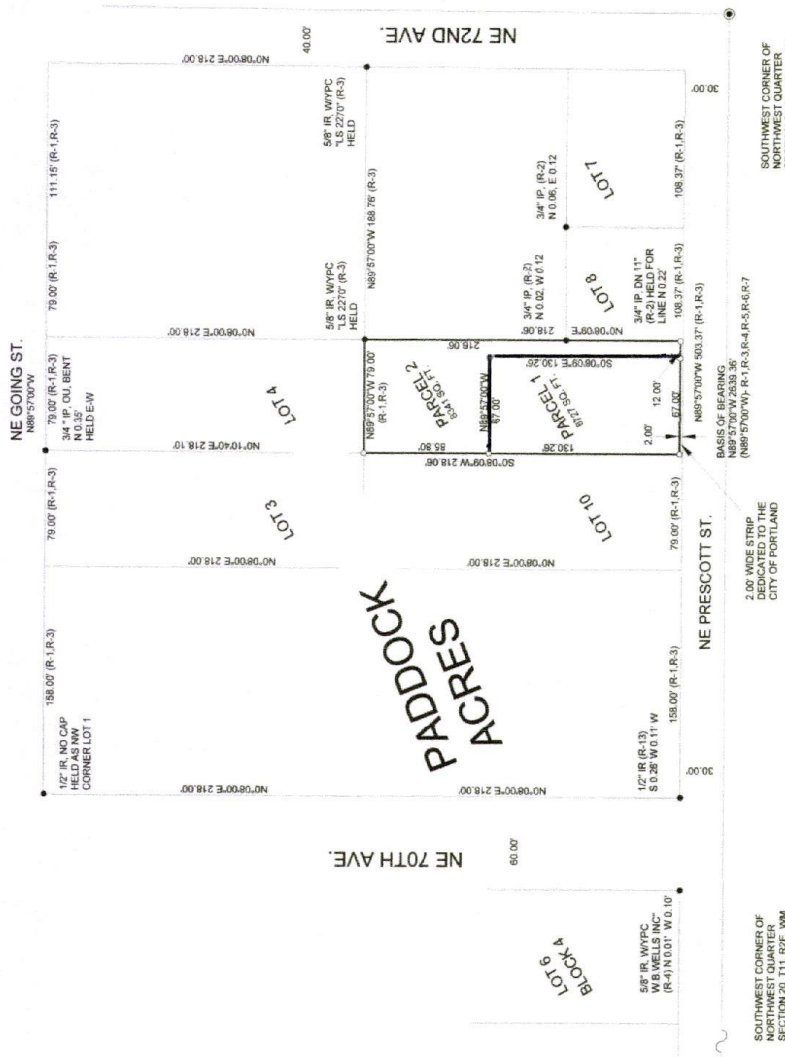 NE GOING ST.
N89°57'00"W
158.00' (R-1,R-3)
79.00' (R-1,R-3)
79.00' (R-1,R-3)
79.00' (R-1,R-3)
111.15' (R-1,R-3)
1/2" IR, NO CAP
HELD AS NW
CORNER LOT 1
3/4 " IP, OU, BENT
N 0.35'
HELD E-W
40.00'
NE 72ND AVE.
N0°08'00"E 218.00'
N0°08'00"E 218.00'
N0°10'40"E 218.10'
N0°08'00"E 218.00'
N0°08'00"E 218.00'
LOT 3
LOT 4
5/8" IR, W/YPC
"LS 2270" (R-3)
HELD
5/8" IR, W/YPC
"LS 2270" (R-3)
HELD
N89°57'00"W 79.00'
(R-1,R-3)
N89°57'00"W 188.76' (R-3)
PADDOCK
ACRES
85.80'
S0°08'09"W 218.06'
130.26'
PARCEL 2
8341 SQ. FT.
218.06'
N89°57'00"W
67.00'
S0°08'09"E 130.26'
PARCEL 1
8727 SQ. FT.
218.06'
N0°08'09"E
3/4" IP, (R-2)
N 0.02, W 0.12
3/4" IP, (R-2)
N 0.06, E 0.12
LOT 10
LOT 8
LOT 7
3/4" IP, DN 11"
(R-2) HELD FOR
LINE N 0.22'
N0°08'00"E 218.00'
N0°08'00"E 218.00'
1/2" IR (R-13)
S 0.26' W 0.11' W
158.00' (R-1,R-3)
79.00' (R-1,R-3)
2.00'
67.00'
12.00'
108.37' (R-1,R-3)
108.37' (R-1,R-3)
30.00'
30.00'
N89°57'00"W 503.37' (R-1,R-3)
NE PRESCOTT ST.
BASIS OF BEARING
N89°57'00"W 2639.36'
(N89°57'00"W)- R-1,R-3,R-4,R-5,R-6,R-7
2.00' WIDE STRIP
DEDICATED TO THE
CITY OF PORTLAND
NE 70TH AVE.
60.00'
LOT 6
BLOCK 4
5/8" IR, W/YPC
W.B.WELLS INC"
(R-4) N 0.01' W 0.10'
SOUTHWEST CORNER OF
NORTHWEST QUARTER
SECTION 20, T11, R2E, WM
SOUTHWEST CORNER OF
NORTHWEST QUARTER